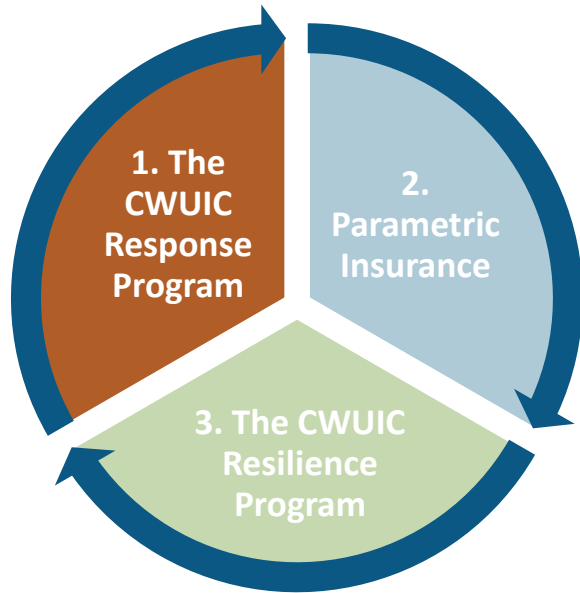 1. The
CWUIC
Response
Program
2.
Parametric
Insurance
3. The CWUIC
Resilience
Program